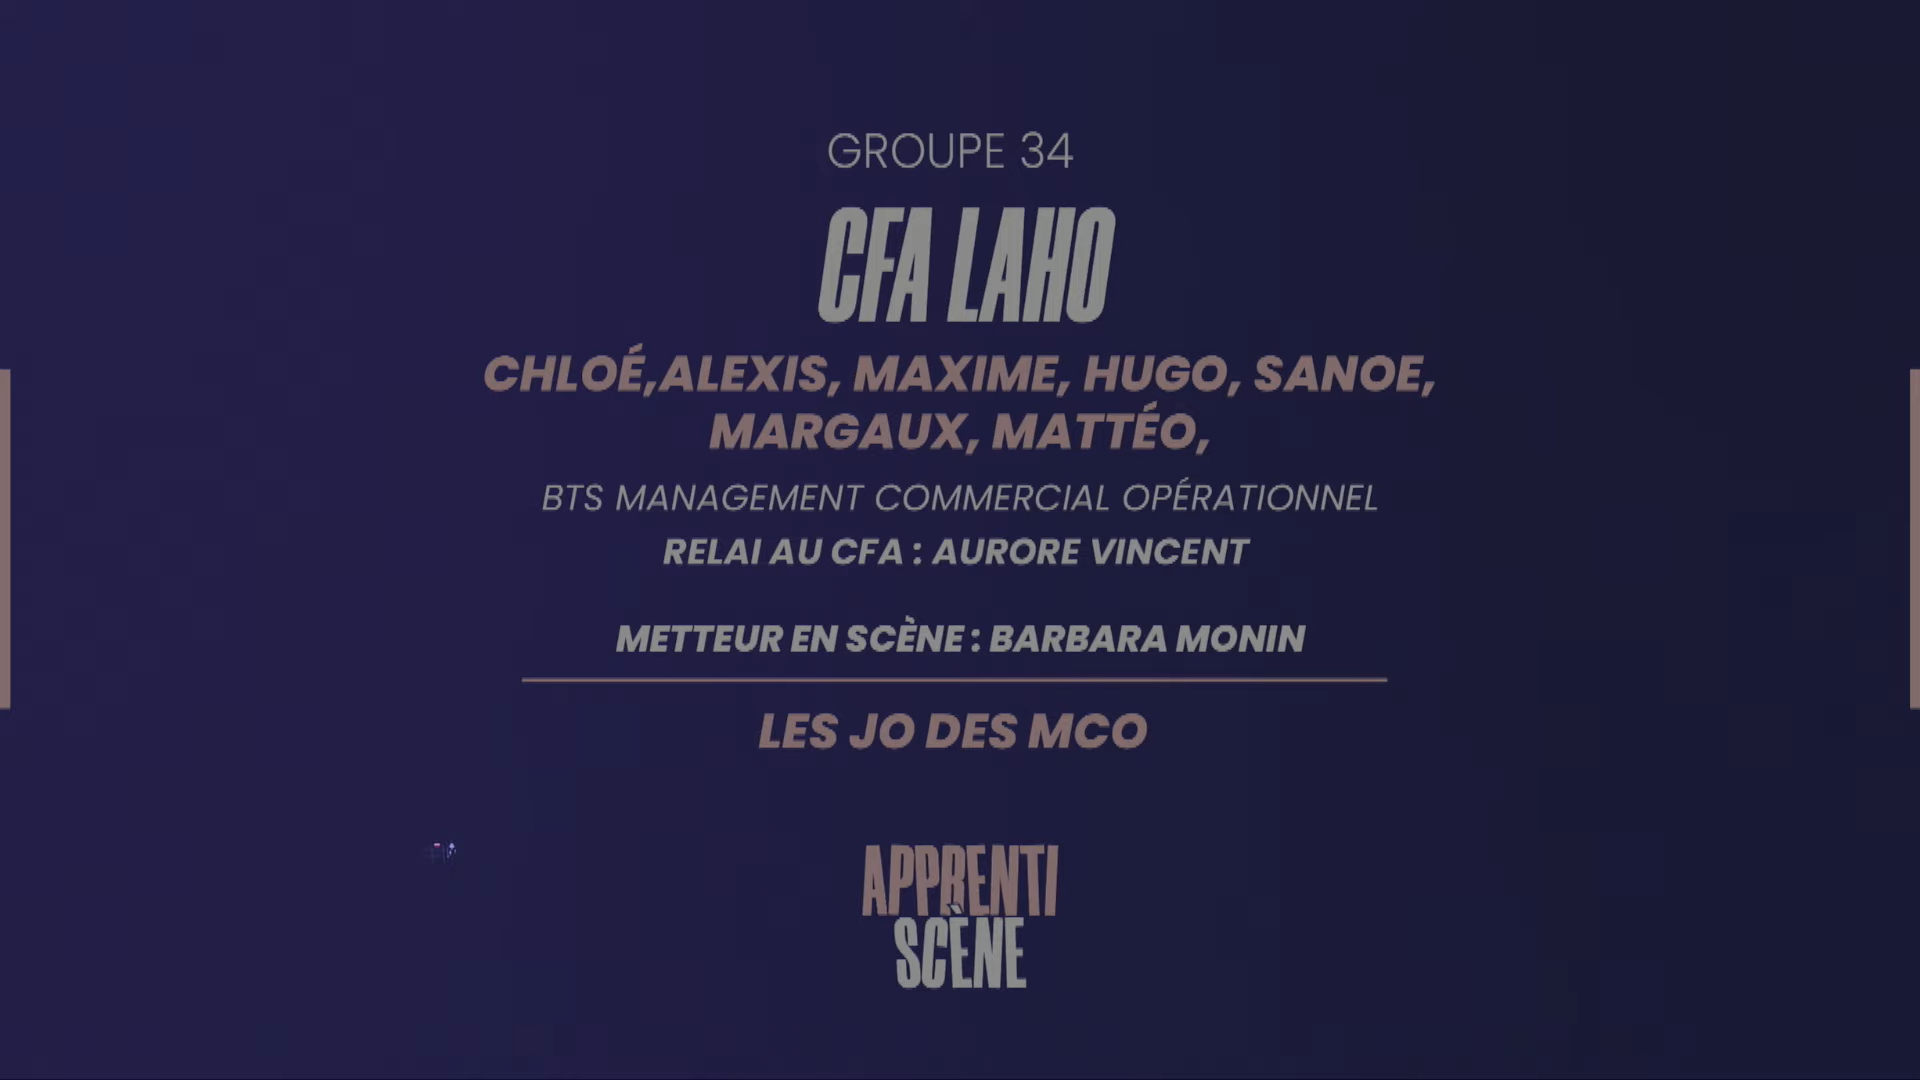 GROUPE 34
CFA LAHO
CHLOÉ,ALEXIS, MAXIME, HUGO, SANOE,
MARGAUX, MATTÉO,
BTS MANAGEMENT COMMERCIAL OPÉRATIONNEL
RELAI AU CFA : AURORE VINCENT
METTEUR EN SCÈNE : BARBARA MONIN
LES JO DES MCO
APPRENTI
SCÈNE